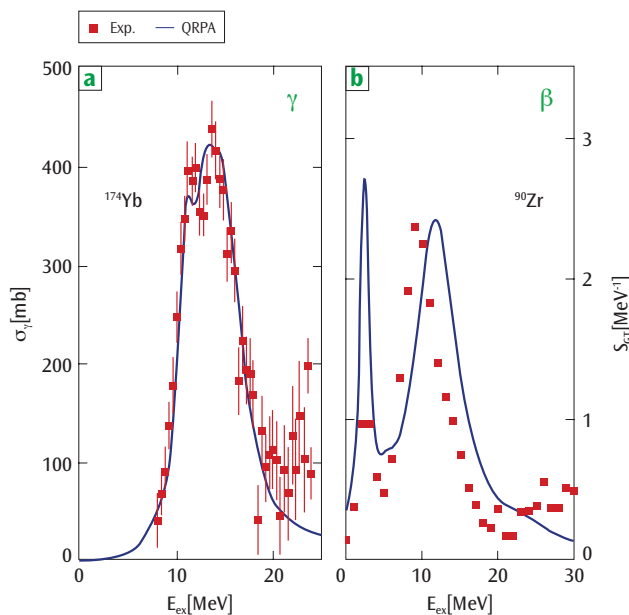 Exp. QRPA
a γ
b β
¹⁷⁴Yb
⁹⁰Zr
500
400
300
200
100
0
σᵧ[mb]
0 10 20
Eₑₓ[MeV]
3
2
1
0
S_GT[MeV⁻¹]
0 10 20 30
Eₑₓ[MeV]